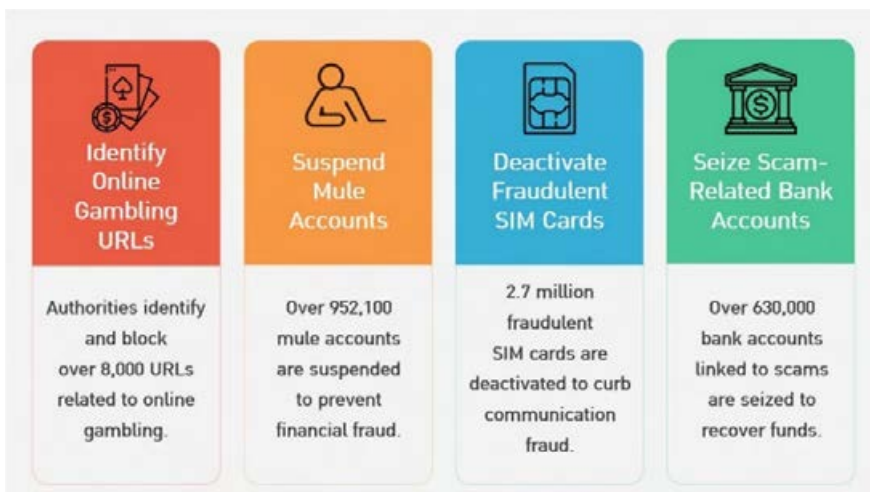 Identify
Online
Gambling
URLs
Authorities identify
and block
over 8,000 URLs
related to online
gambling.
Suspend
Mule
Accounts
Over 952,100
mule accounts
are suspended
to prevent
financial fraud.
Deactivate
Fraudulent
SIM Cards
2.7 million
fraudulent
SIM cards are
deactivated to curb
communication
fraud.
Seize Scam-
Related Bank
Accounts
Over 630,000
bank accounts
linked to scams
are seized to
recover funds.